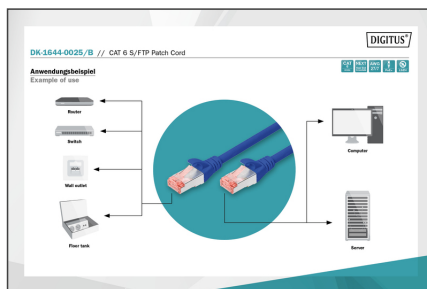 DIGITUS®
DK-1644-0025/B // CAT 6 S/FTP Patch Cord
Anwendungsbeispiel
Example of use
Router
Switch
Wall outlet
Floor tank
Computer
Server
CAT